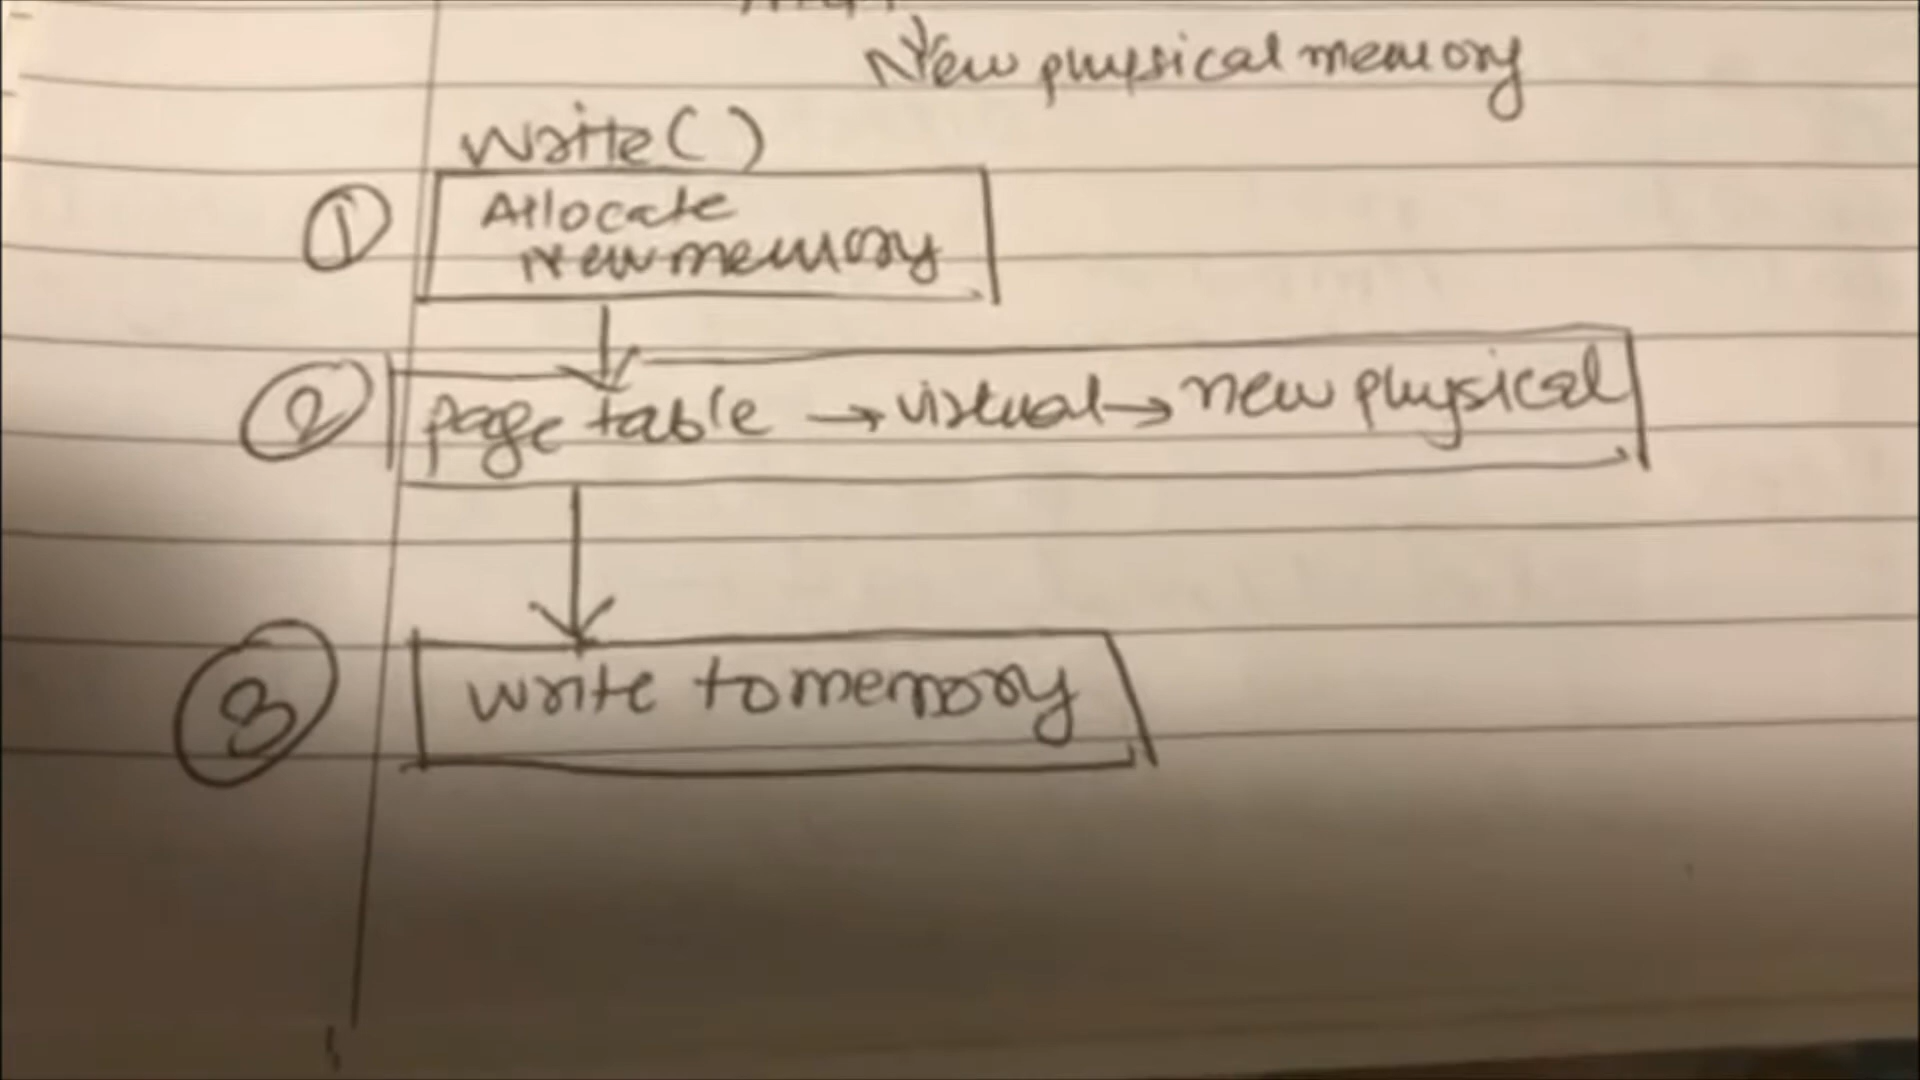 New physical memory
Write()
① Allocate
new memory
② page table → virtual → new physical
③ write to memory